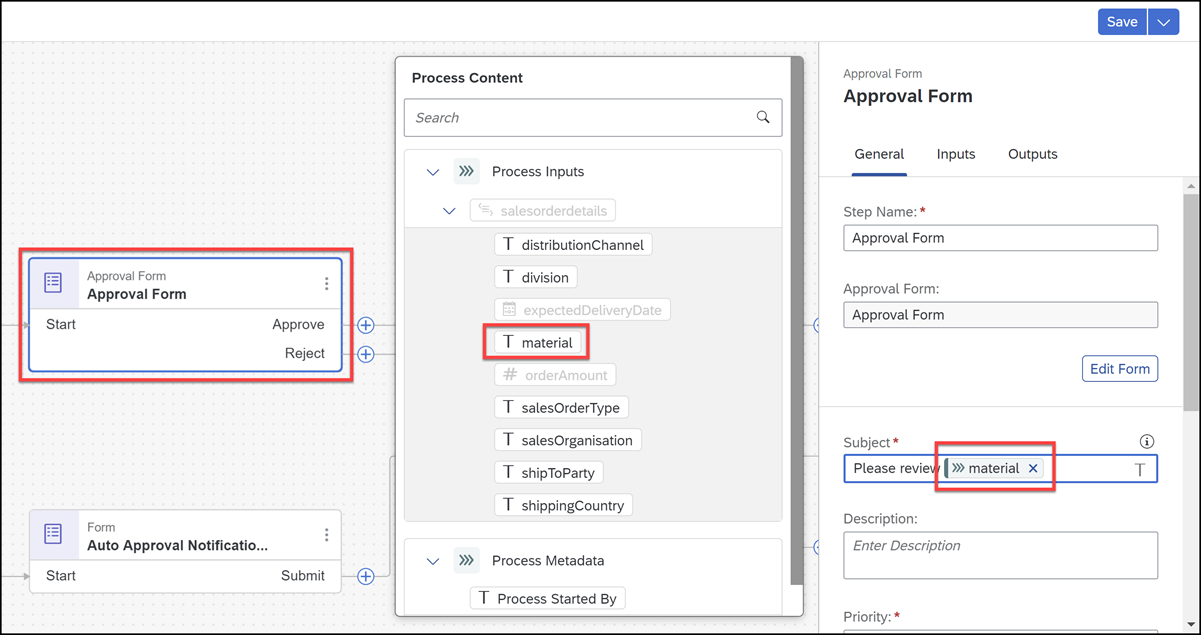 Save
Process Content
Search
Process Inputs
salesorderdetails
T distributionChannel
T division
expectedDeliveryDate
T material
# orderAmount
T salesOrderType
T salesOrganisation
T shipToParty
T shippingCountry
Process Metadata
T Process Started By
Approval Form
Approval Form
Start
Approve
Reject
Form
Auto Approval Notificatio...
Start
Submit
Approval Form
Approval Form
General Inputs Outputs
Step Name: *
Approval Form
Approval Form:
Approval Form
Edit Form
Subject *
Please review material × T
Description:
Enter Description
Priority: *